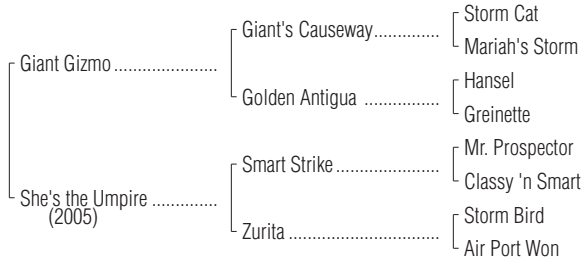 Storm Cat
Giant's Causeway
Mariah's Storm
Giant Gizmo
Hansel
Golden Antigua
Greinette
Mr. Prospector
Smart Strike
Classy 'n Smart
She's the Umpire
(2005)
Storm Bird
Zurita
Air Port Won